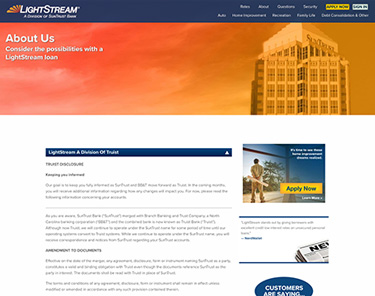 LIGHTSTREAM
A DIVISION OF SUNTRUST BANK
Rates About Questions Security APPLY NOW SIGN IN
Auto Home Improvement Recreation Family Life Debt Consolidation & Other
About Us
Consider the possibilities with a
LightStream loan
LightStream A Division Of Truist
TRUIST DISCLOSURE
Keeping you informed
Our goal is to keep you fully informed as SunTrust and BB&T move forward as Truist. In the coming months,
you will receive additional information regarding how any changes will impact you. For now, please read the
following information concerning your accounts.
As you are aware, SunTrust Bank ("SunTrust") merged with Branch Banking and Trust Company, a North
Carolina banking corporation ("BB&T") and the combined bank is now known as Truist Bank ("Truist").
Although now Truist, we will continue to operate under the SunTrust name for some period of time until our
operating systems convert to Truist systems. While we continue to operate under the SunTrust name, you will
receive correspondence and notices from SunTrust regarding your SunTrust accounts.
AMENDMENT TO DOCUMENTS
Effective on the date of the merger, any agreement, disclosure, form or instrument naming SunTrust as a party
constitutes a valid and binding obligation with Truist even though the documents reference SunTrust as the
party in interest. The documents shall be read with Truist in place of SunTrust.
The terms and conditions of any agreement, disclosure, form or instrument shall remain in effect unless
modified or amended in accordance with any such provision contained therein.
It's time to see those
home improvement
dreams realized.
Apply Now
"LightStream stands out by giving borrowers with
excellent credit low-interest rates on unsecured personal
loans."
— NerdWallet
NEWS
CUSTOMERS
ARE SAYING...